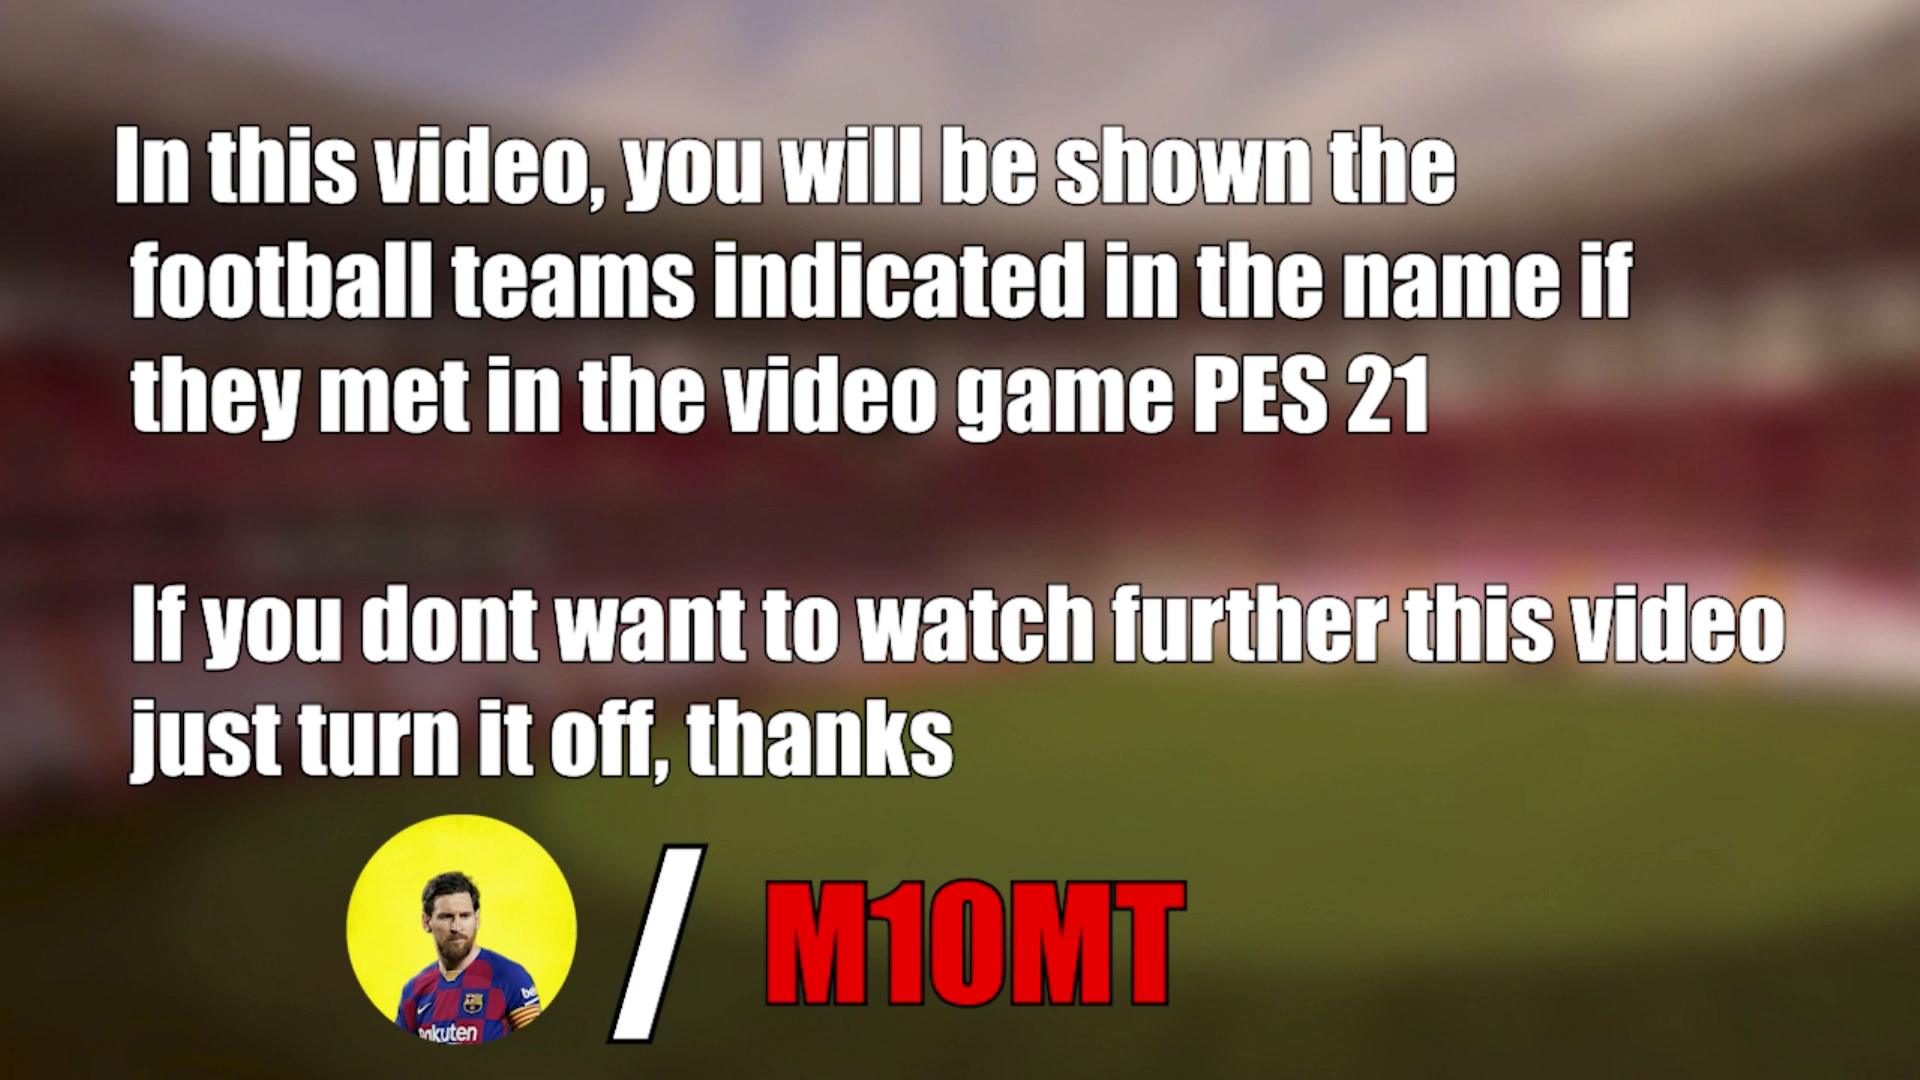 In this video, you will be shown the
football teams indicated in the name if
they met in the video game PES 21
If you dont want to watch further this video
just turn it off, thanks
/ M10MT
Rakuten